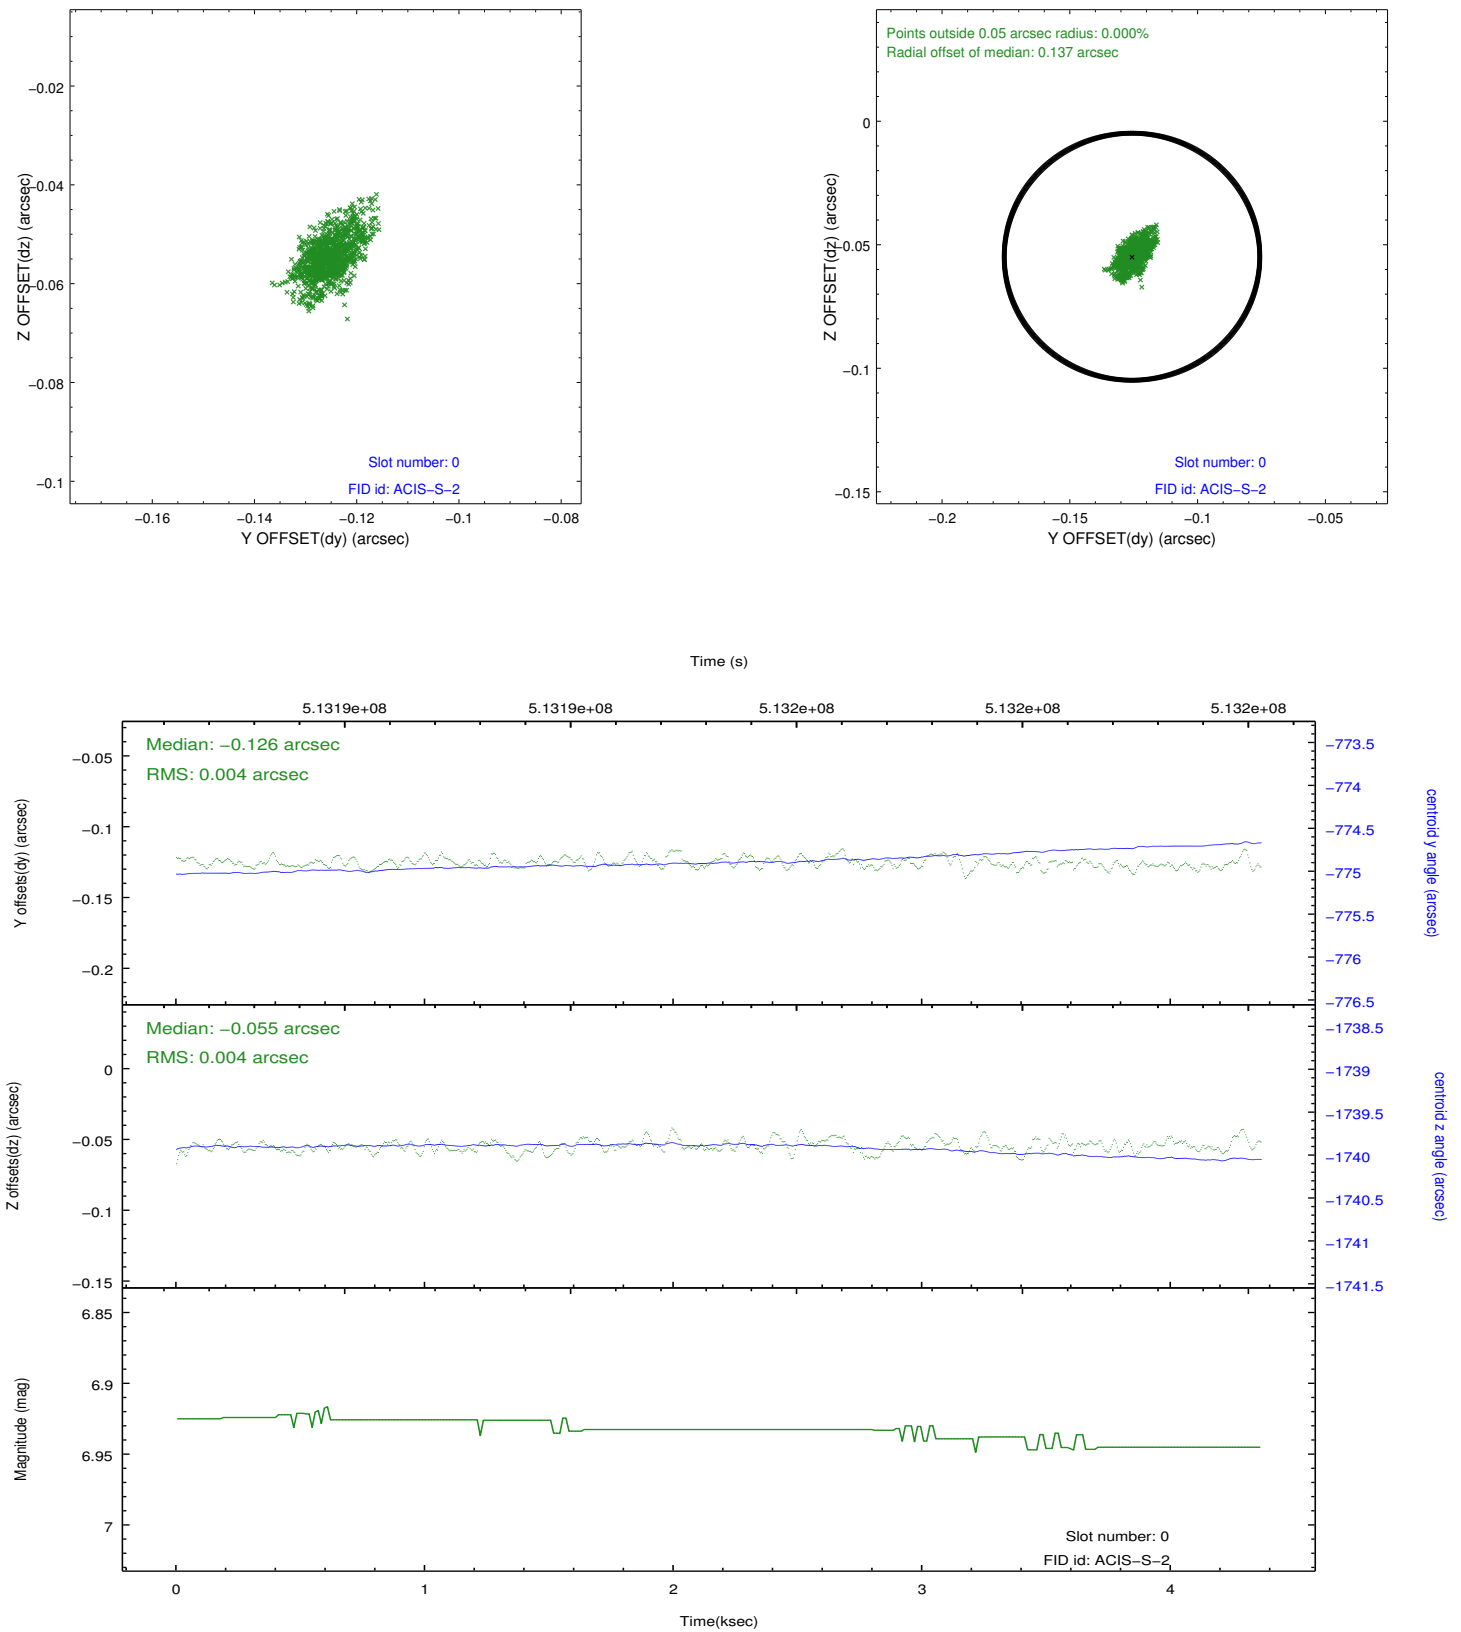 −0.02
−0.04
−0.06
−0.08
−0.1
Z OFFSET(dz) (arcsec)
Slot number: 0
FID id: ACIS−S−2
−0.16
−0.14
−0.12
−0.1
−0.08
Y OFFSET(dy) (arcsec)
Points outside 0.05 arcsec radius: 0.000%
Radial offset of median: 0.137 arcsec
0
−0.05
−0.1
−0.15
Z OFFSET(dz) (arcsec)
Slot number: 0
FID id: ACIS−S−2
−0.2
−0.15
−0.1
−0.05
Y OFFSET(dy) (arcsec)
Time (s)
5.1319e+08
5.1319e+08
5.132e+08
5.132e+08
5.132e+08
Median: −0.126 arcsec
RMS: 0.004 arcsec
−0.05
−0.1
−0.15
−0.2
Y offsets(dy) (arcsec)
−773.5
−774
−774.5
−775
−775.5
−776
−776.5
centroid y angle (arcsec)
Median: −0.055 arcsec
RMS: 0.004 arcsec
0
−0.05
−0.1
−0.15
Z offsets(dz) (arcsec)
−1738.5
−1739
−1739.5
−1740
−1740.5
−1741
−1741.5
centroid z angle (arcsec)
6.85
6.9
6.95
7
Magnitude (mag)
Slot number: 0
FID id: ACIS−S−2
0
1
2
3
4
Time(ksec)